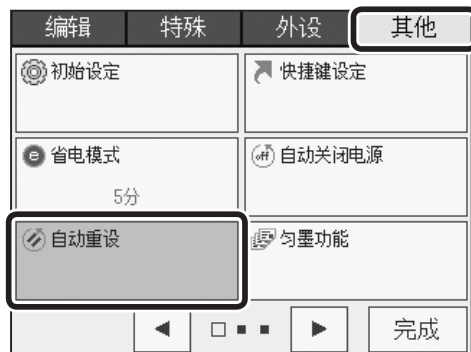 编辑 特殊 外设 其他
初始设定 快捷键设定
省电模式 自动关闭电源
5分
自动重设 匀墨功能
完成